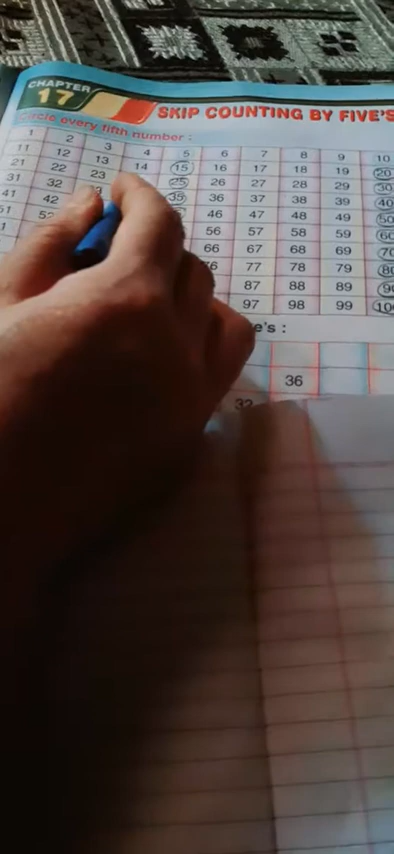 CHAPTER
17
SKIP COUNTING BY FIVE'S
Circle every fifth number :
1 2 3 4 5 6 7 8 9 10
11 12 13 14 15 16 17 18 19 20
21 22 23 25 26 27 28 29 30
31 32 35 36 37 38 39 40
41 42 46 47 48 49 50
51 52 56 57 58 59 60
66 67 68 69 70
76 77 78 79 80
87 88 89 90
97 98 99 100
e's :
36
32